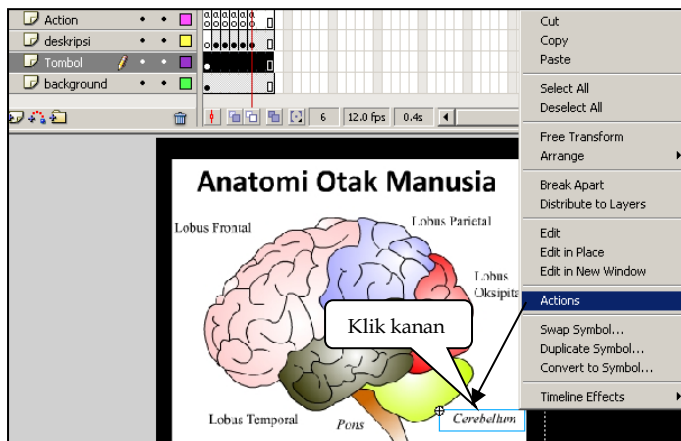 Action
deskripsi
Tombol
background
6 12.0 fps 0.4s
Cut
Copy
Paste
Select All
Deselect All
Free Transform
Arrange
Break Apart
Distribute to Layers
Edit
Edit in Place
Edit in New Window
Actions
Swap Symbol...
Duplicate Symbol...
Convert to Symbol...
Timeline Effects
Anatomi Otak Manusia
Lobus Frontal
Lobus Parietal
Lobus
Oksipita
Klik kanan
Lobus Temporal
Pons
Cerebellum